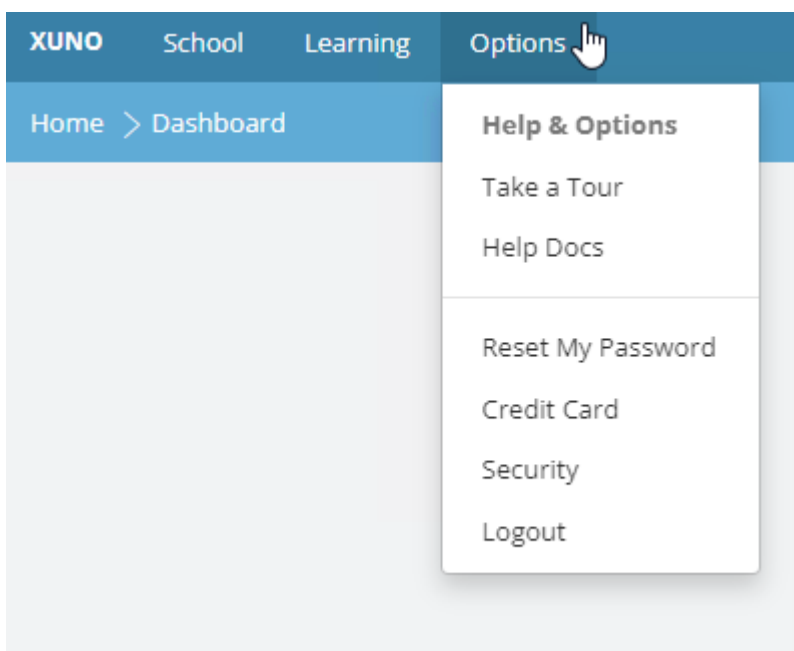 XUNO School Learning Options
Home > Dashboard
Help & Options
Take a Tour
Help Docs
Reset My Password
Credit Card
Security
Logout